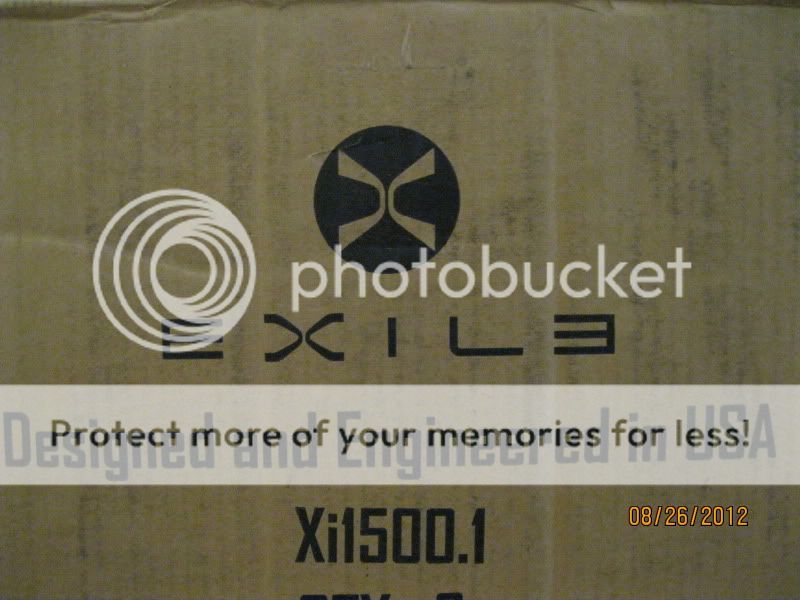 photobucket
EXILE
Protect more of your memories for less!
Designed and Engineered in USA
Xi1500.1
08/26/2012